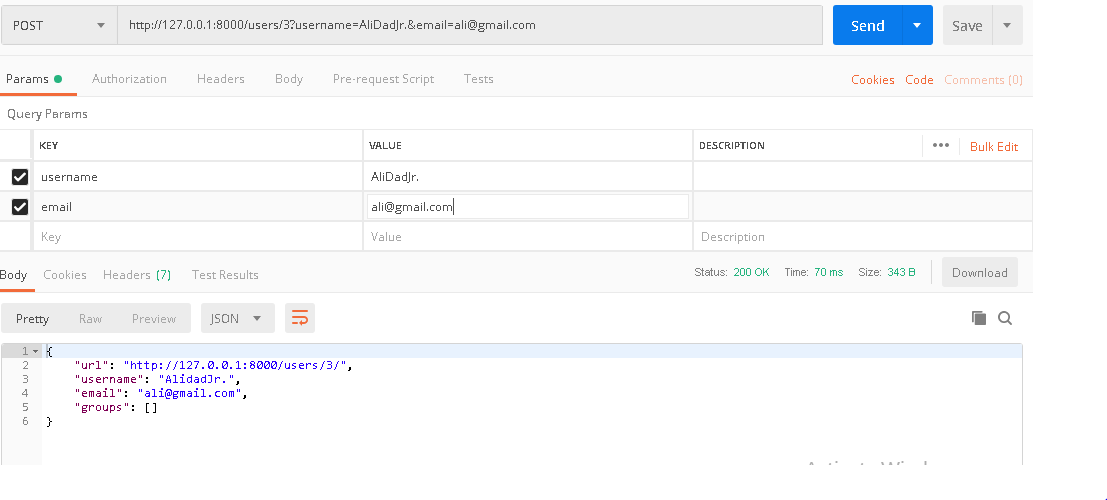 POST http://127.0.0.1:8000/users/3?username=AliDadJr.&email=ali@gmail.com Send Save
Params Authorization Headers Body Pre-request Script Tests Cookies Code Comments (0)
Query Params
KEY VALUE DESCRIPTION ••• Bulk Edit
username AliDadJr.
email ali@gmail.com
Key Value Description
Body Cookies Headers (7) Test Results Status: 200 OK Time: 70 ms Size: 343 B Download
Pretty Raw Preview JSON
1 {
2 "url": "http://127.0.0.1:8000/users/3/",
3 "username": "AlidadJr.",
4 "email": "ali@gmail.com",
5 "groups": []
6 }